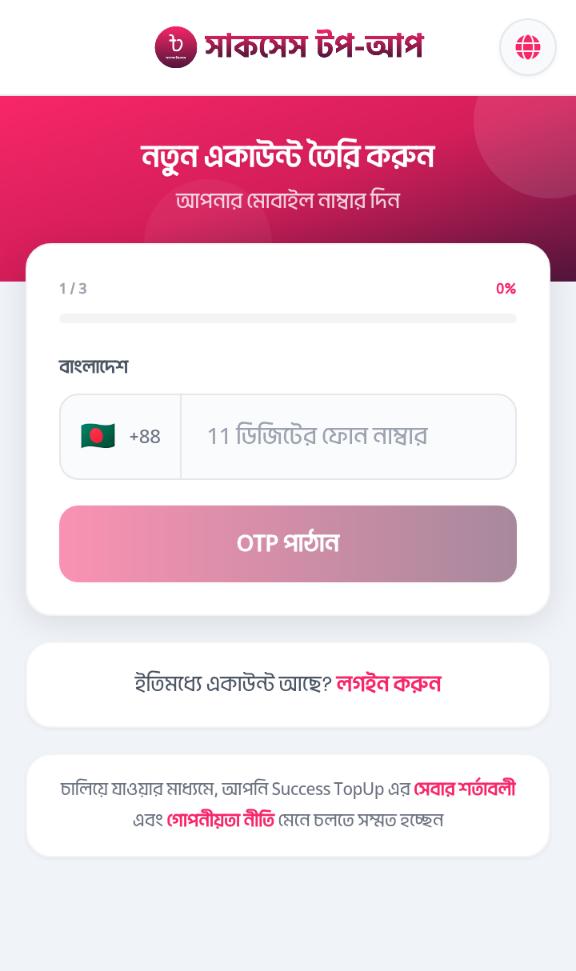 সাকসেস টপ-আপ
নতুন একাউন্ট তৈরি করুন
আপনার মোবাইল নাম্বার দিন
1 / 3
0%
বাংলাদেশ
+88
11 ডিজিটের ফোন নাম্বার
OTP পাঠান
ইতিমধ্যে একাউন্ট আছে? লগইন করুন
চালিয়ে যাওয়ার মাধ্যমে, আপনি Success TopUp এর সেবার শর্তাবলী
এবং গোপনীয়তা নীতি মেনে চলতে সম্মত হচ্ছেন